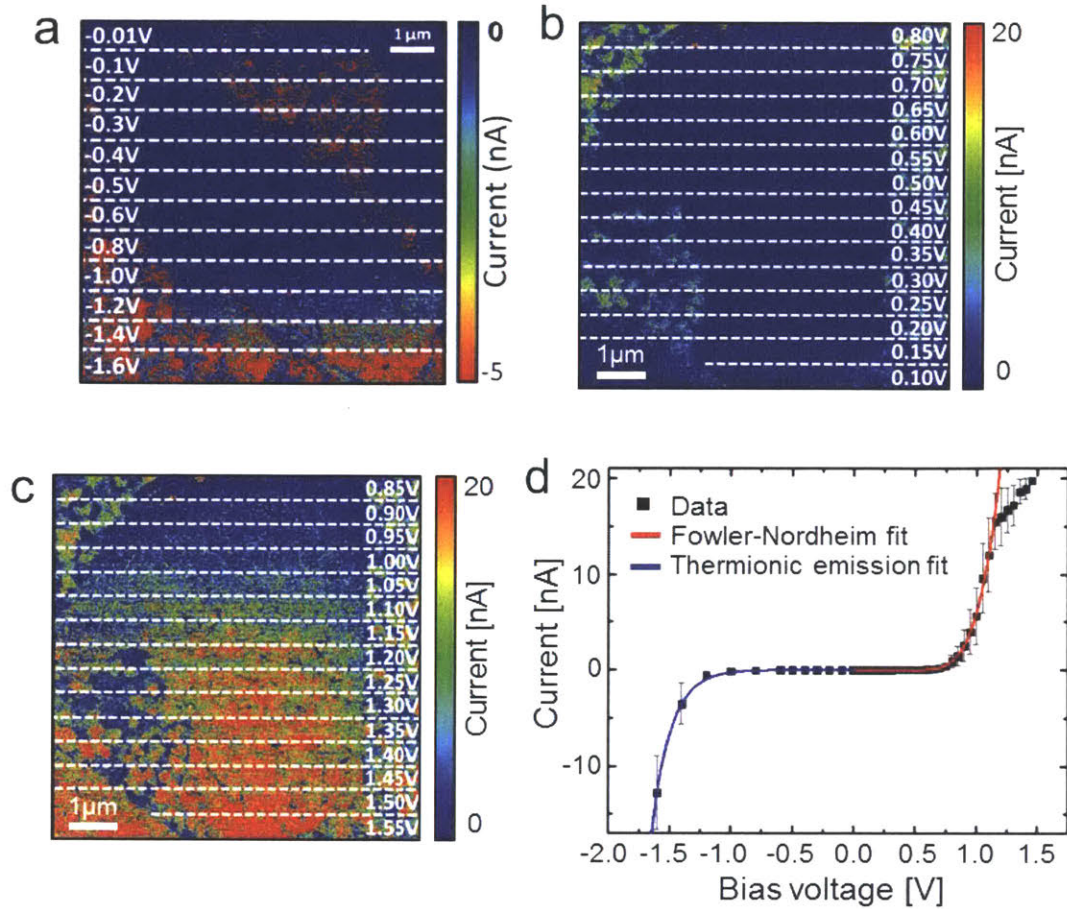 a
-0.01V
1µm
-0.1V
-0.2V
-0.3V
-0.4V
-0.5V
-0.6V
-0.8V
-1.0V
-1.2V
-1.4V
-1.6V
0
Current (nA)
-5
b
0.80V
0.75V
0.70V
0.65V
0.60V
0.55V
0.50V
0.45V
0.40V
0.35V
0.30V
0.25V
0.20V
0.15V
0.10V
1µm
20
Current [nA]
0
c
0.85V
0.90V
0.95V
1.00V
1.05V
1.10V
1.15V
1.20V
1.25V
1.30V
1.35V
1.40V
1.45V
1.50V
1.55V
1µm
20
Current [nA]
0
d
Data
Fowler-Nordheim fit
Thermionic emission fit
20
10
0
-10
Current [nA]
-2.0 -1.5 -1.0 -0.5 0.0 0.5 1.0 1.5
Bias voltage [V]